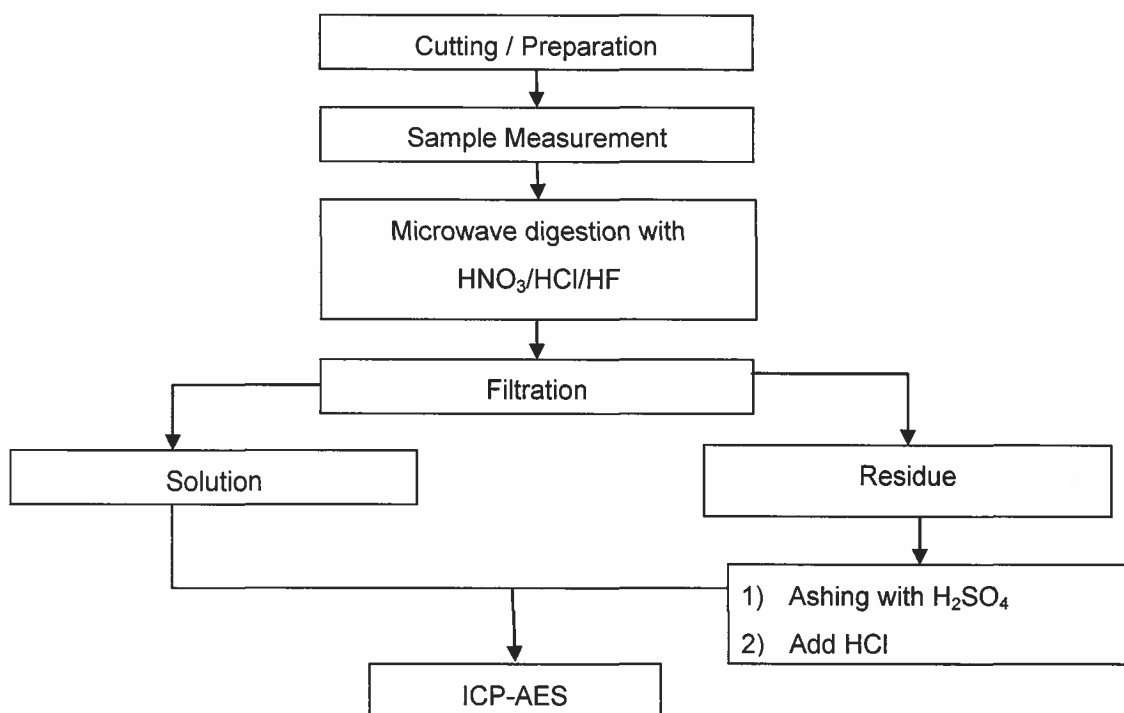 Cutting / Preparation
Sample Measurement
Microwave digestion with
HNO₃/HCl/HF
Filtration
Solution
Residue
1) Ashing with H₂SO₄
2) Add HCl
ICP-AES